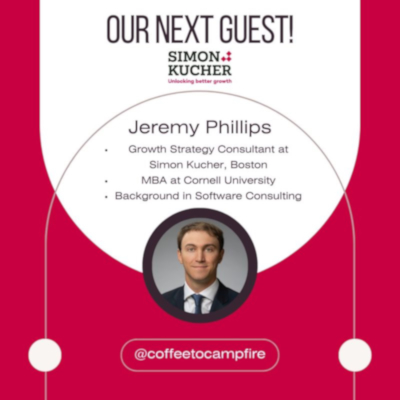 OUR NEXT GUEST!
SIMON
KUCHER
Unlocking better growth
Jeremy Phillips
• Growth Strategy Consultant at
Simon Kucher, Boston
• MBA at Cornell University
• Background in Software Consulting
@coffeetocampfire